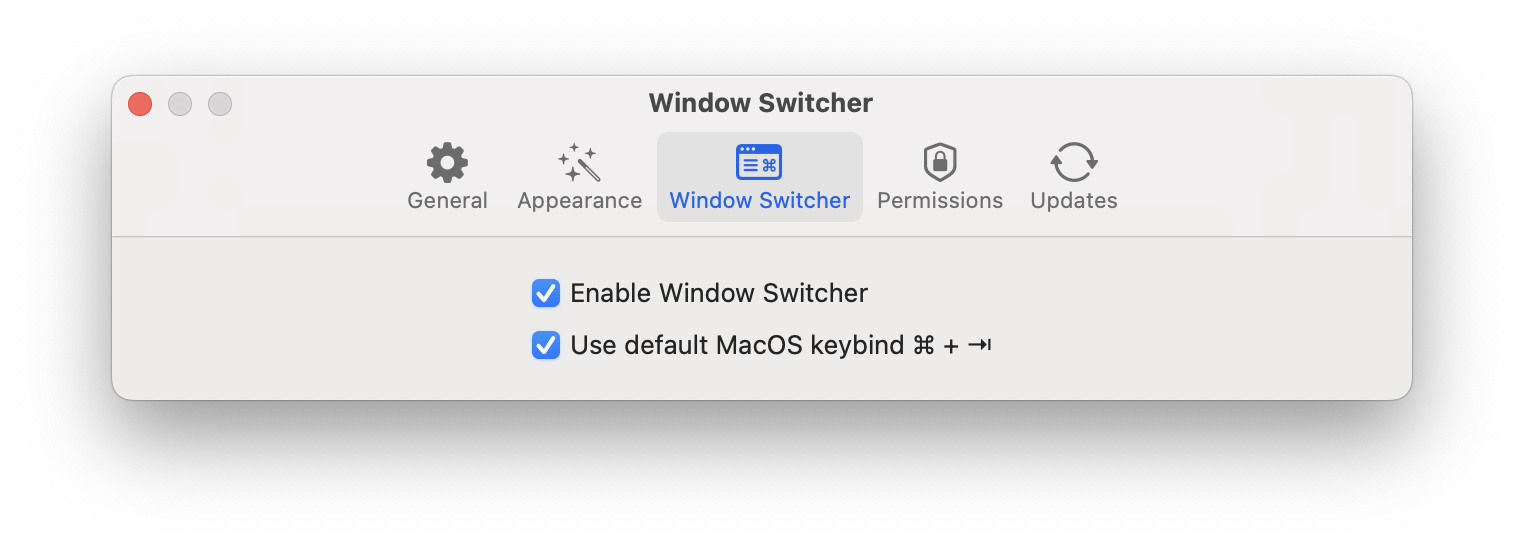 Window Switcher
General Appearance Window Switcher Permissions Updates
Enable Window Switcher
Use default MacOS keybind ⌘ + ⇥